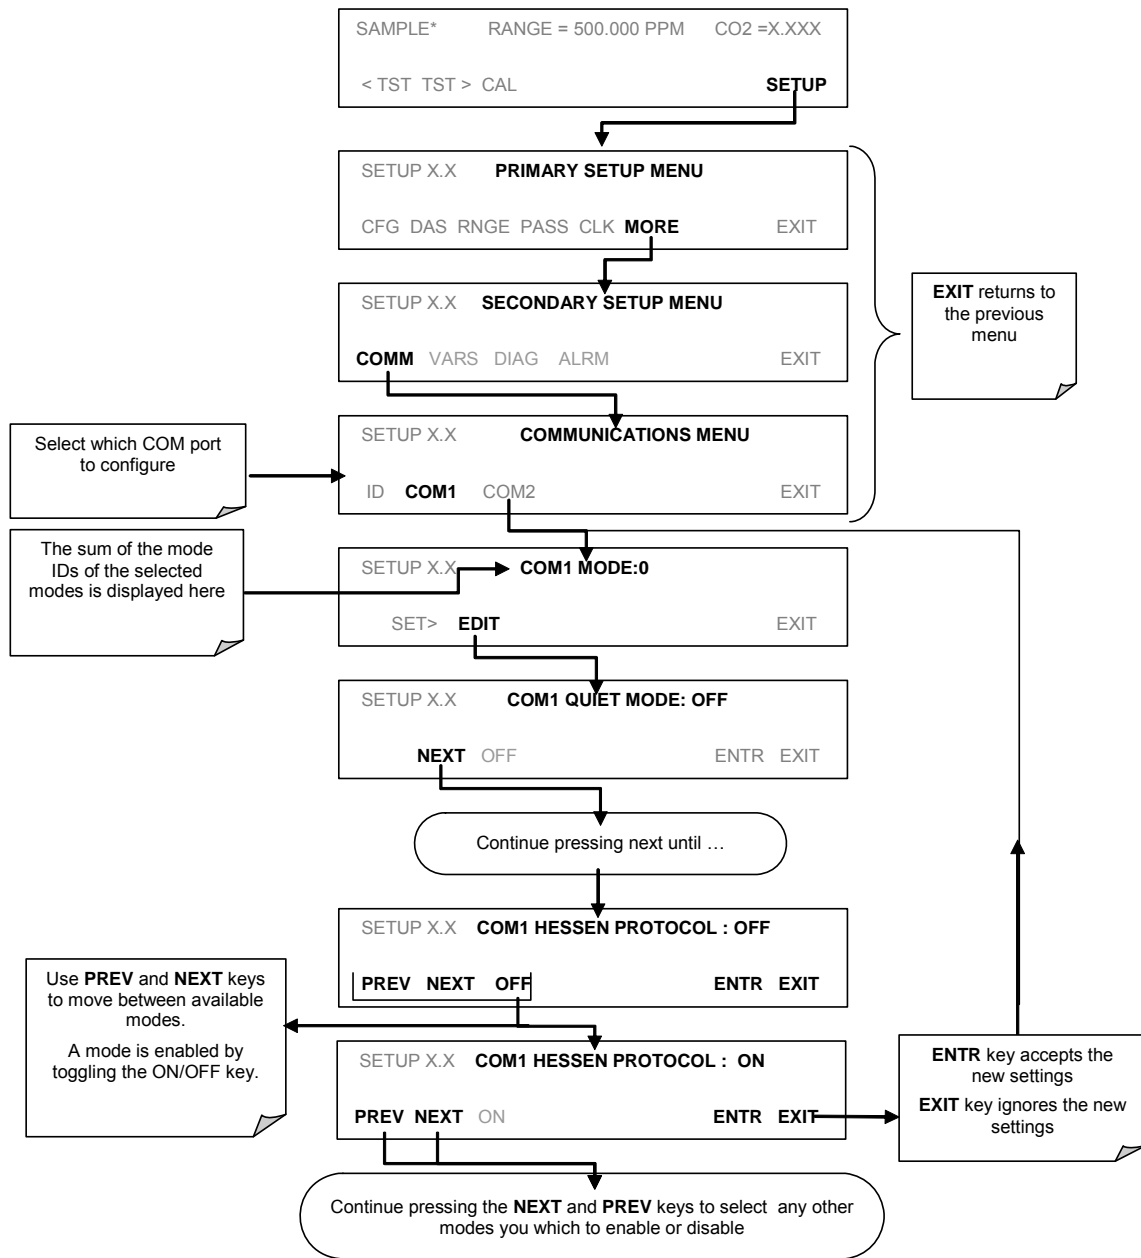 SAMPLE* RANGE = 500.000 PPM CO2 =X.XXX
< TST TST > CAL SETUP
SETUP X.X PRIMARY SETUP MENU
CFG DAS RNGE PASS CLK MORE EXIT
SETUP X.X SECONDARY SETUP MENU
COMM VARS DIAG ALRM EXIT
EXIT returns to
the previous
menu
Select which COM port
to configure
SETUP X.X COMMUNICATIONS MENU
ID COM1 COM2 EXIT
The sum of the mode
IDs of the selected
modes is displayed here
SETUP X.X COM1 MODE:0
SET> EDIT EXIT
SETUP X.X COM1 QUIET MODE: OFF
NEXT OFF ENTR EXIT
Continue pressing next until …
SETUP X.X COM1 HESSEN PROTOCOL : OFF
PREV NEXT OFF ENTR EXIT
Use PREV and NEXT keys
to move between available
modes.
A mode is enabled by
toggling the ON/OFF key.
SETUP X.X COM1 HESSEN PROTOCOL : ON
PREV NEXT ON ENTR EXIT
ENTR key accepts the
new settings
EXIT key ignores the new
settings
Continue pressing the NEXT and PREV keys to select any other
modes you which to enable or disable